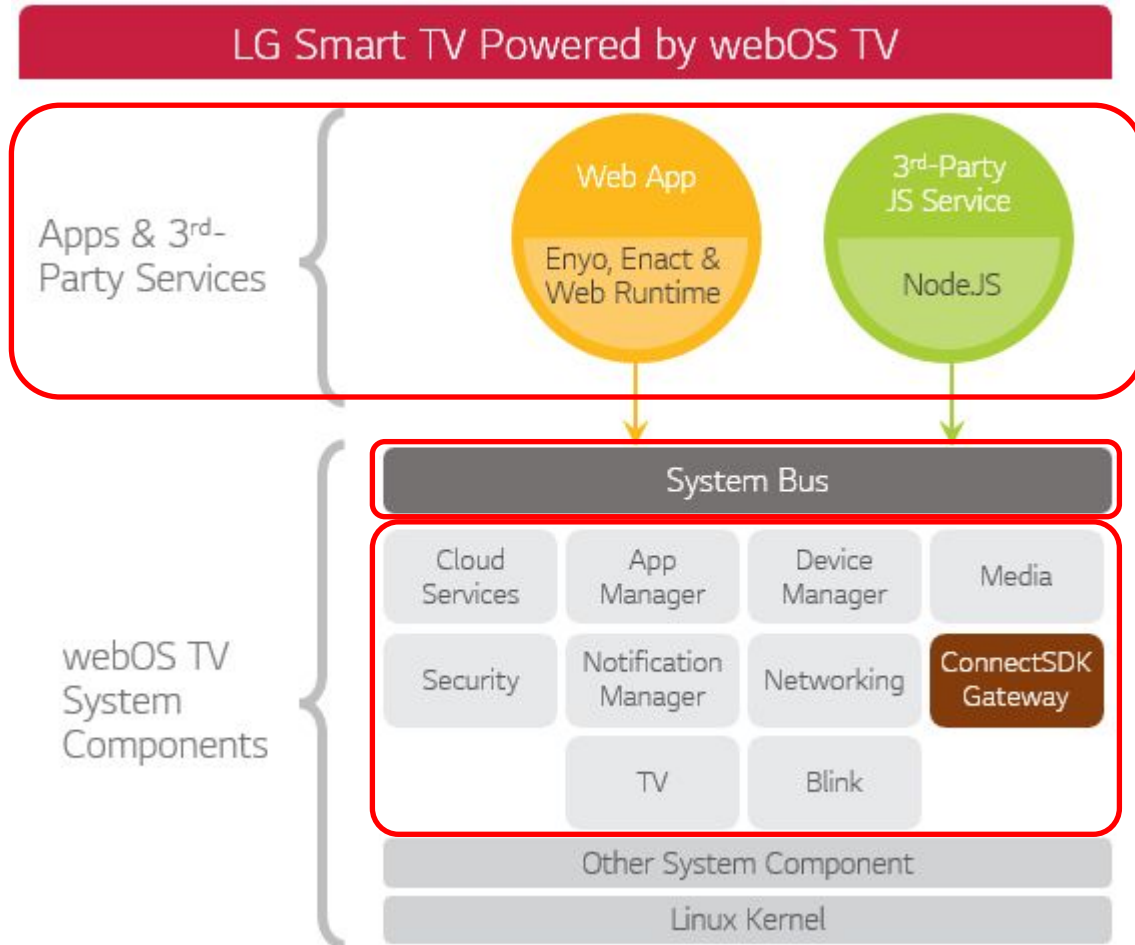 LG Smart TV Powered by webOS TV
Apps & 3rd-
Party Services
Web App
Enyo, Enact &
Web Runtime
3rd-Party
JS Service
NodeJS
webOS TV
System
Components
System Bus
Cloud
Services
App
Manager
Device
Manager
Media
Security
Notification
Manager
Networking
ConnectSDK
Gateway
TV
Blink
Other System Component
Linux Kernel